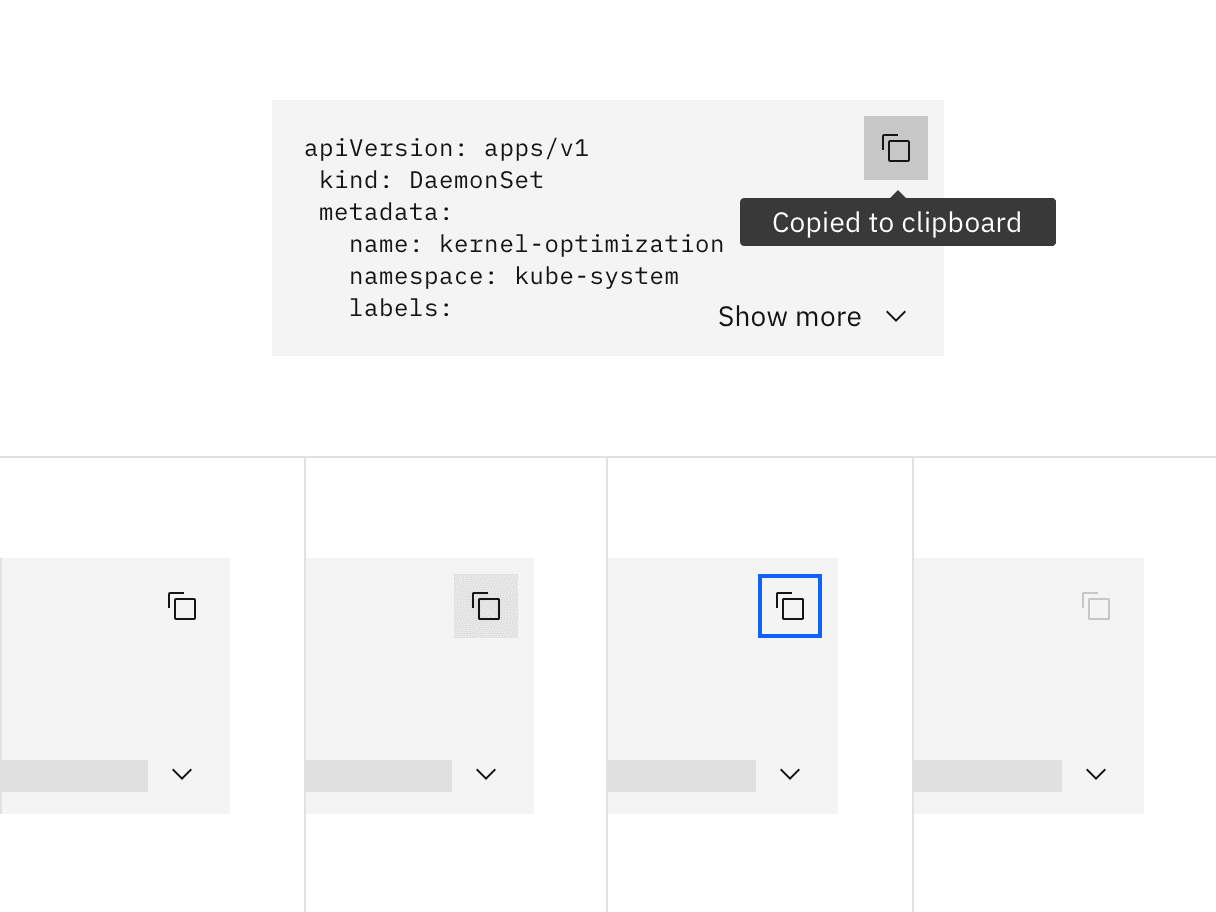 apiVersion: apps/v1
kind: DaemonSet
metadata:
name: kernel-optimization
namespace: kube-system
labels:
Copied to clipboard
Show more